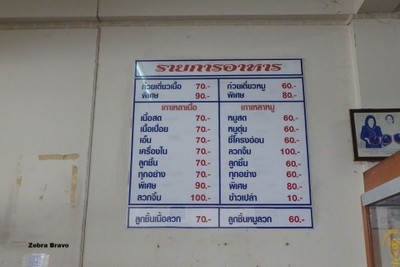 รายการอาหาร
ก๋วยเตี๋ยวเนื้อ 70.-
พิเศษ 90.-
ก๋วยเตี๋ยวหมู 60.-
พิเศษ 80.-
เกาเหลาเนื้อ
เนื้อสด 70.-
เนื้อเปื่อย 70.-
เอ็น 70.-
เครื่องใน 70.-
ลูกชิ้น 70.-
ทุกอย่าง 70.-
พิเศษ 90.-
ลวกจิ้ม 100.-
เกาเหลาหมู
หมูสด 60.-
หมูตุ๋น 60.-
ซี่โครงอ่อน 60.-
ลวกจิ้ม 100.-
ลูกชิ้น 60.-
ทุกอย่าง 60.-
พิเศษ 80.-
ข้าวเปล่า 10.-
ลูกชิ้นเนื้อลวก 70.-
ลูกชิ้นหมูลวก 60.-
Zebra Bravo